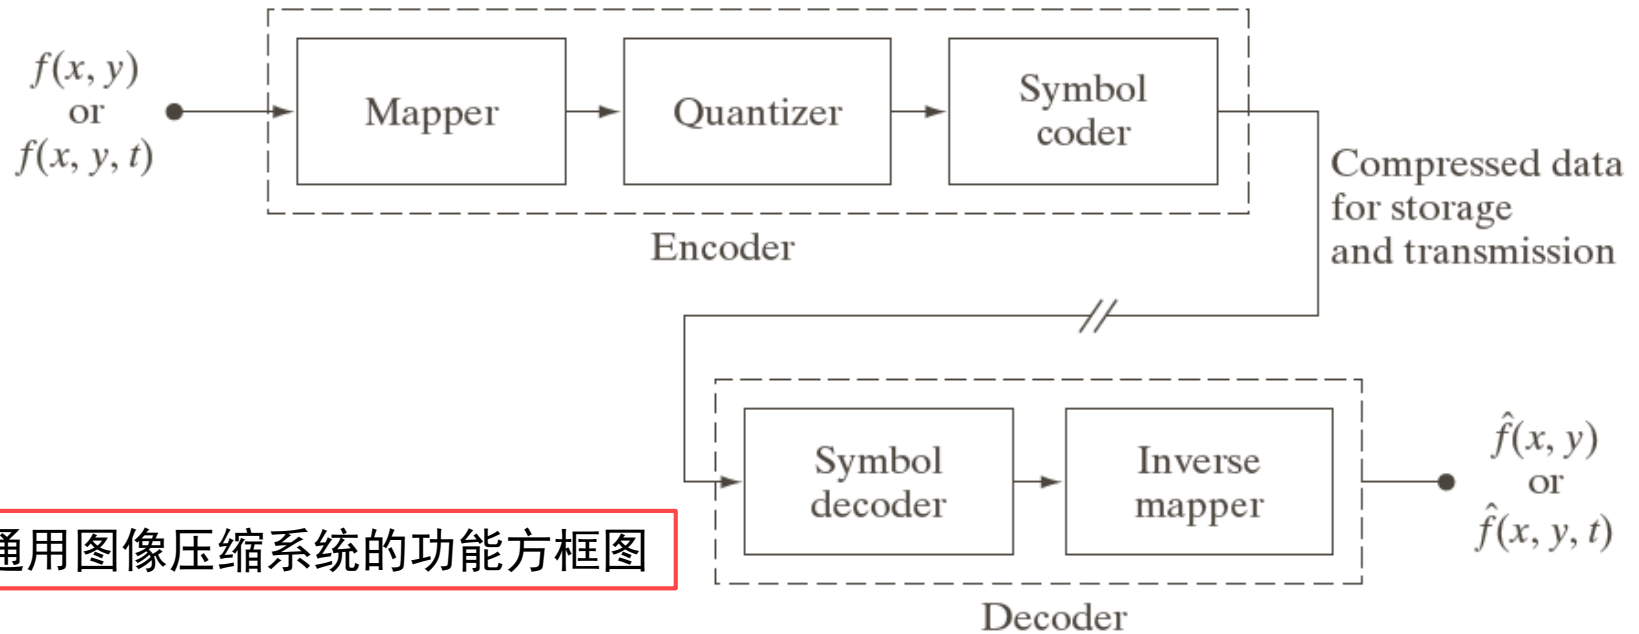 f(x, y)
or
f(x, y, t)
Mapper
Quantizer
Symbol
coder
Encoder
Compressed data
for storage
and transmission
Symbol
decoder
Inverse
mapper
Decoder
f̂(x, y)
or
f̂(x, y, t)
通用图像压缩系统的功能方框图